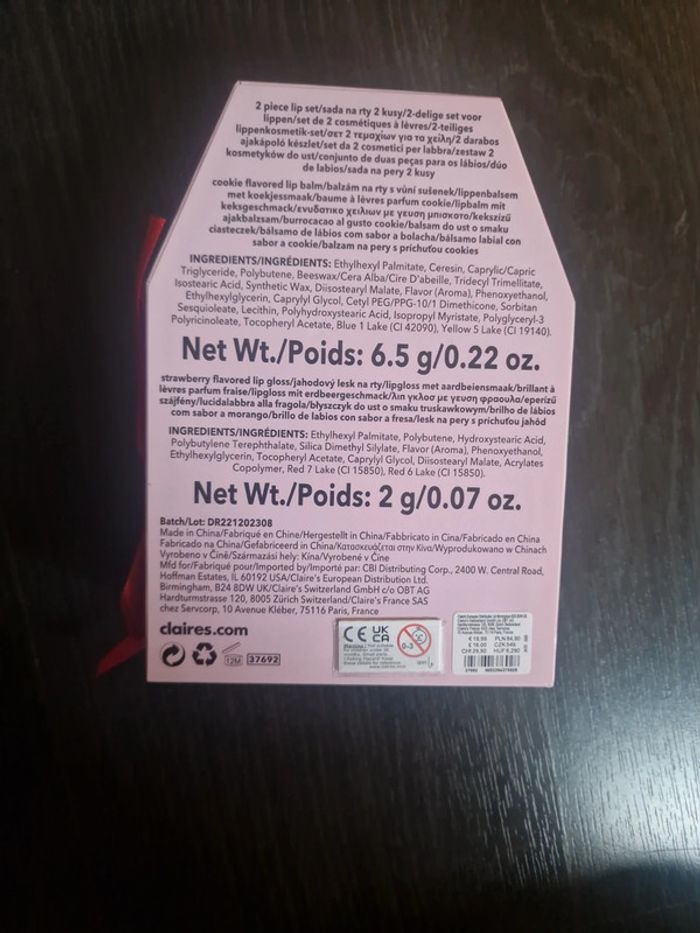 2 piece lip set/sada na rty 2 kusy/2-delige set voor
lippen/set de 2 cosmétiques à lèvres/2-teiliges
lippenkosmetik-set/σετ 2 τεμαχίων για τα χείλη/2 darabos
ajakápoló készlet/set da 2 cosmetici per labbra/zestaw 2
kosmetyków do ust/conjunto de duas peças para os lábios/dúo
de labios/sada na pery 2 kusy
cookie flavored lip balm/balzám na rty s vůní sušenek/lippenbalsem
met koekjessmaak/baume à lèvres parfum cookie/lipbalm mit
keksgeschmack/ενυδατικο χειλιων με γευση μπισκοτο/kekszízű
ajakbalzsam/burrocacao al gusto cookie/balsam do ust o smaku
ciasteczek/bálsamo de lábios com sabor a bolacha/bálsamo labial con
sabor a cookie/balzam na pery s príchuťou cookies
INGREDIENTS/INGRÉDIENTS: Ethylhexyl Palmitate, Ceresin, Caprylic/Capric
Triglyceride, Polybutene, Beeswax/Cera Alba/Cire D'abeille, Tridecyl Trimellitate,
Isostearic Acid, Synthetic Wax, Diisostearyl Malate, Flavor (Aroma), Phenoxyethanol,
Ethylhexylglycerin, Caprylyl Glycol, Cetyl PEG/PPG-10/1 Dimethicone, Sorbitan
Sesquioleate, Lecithin, Polyhydroxystearic Acid, Isopropyl Myristate, Polyglyceryl-3
Polyricinoleate, Tocopheryl Acetate, Blue 1 Lake (CI 42090), Yellow 5 Lake (CI 19140).
Net Wt./Poids: 6.5 g/0.22 oz.
strawberry flavored lip gloss/jahodový lesk na rty/lipgloss met aardbeiensmaak/brillant à
lèvres parfum fraise/lipgloss mit erdbeergeschmack/λιπ γκλοσ με γευση φραουλα/eperízű
szájfény/lucidalabbra alla fragola/błyszczyk do ust o smaku truskawkowym/brilho de lábios
com sabor a morango/brillo de labios con sabor a fresa/lesk na pery s príchuťou jahôd
INGREDIENTS/INGRÉDIENTS: Ethylhexyl Palmitate, Polybutene, Hydroxystearic Acid,
Polybutylene Terephthalate, Silica Dimethyl Silylate, Flavor (Aroma), Phenoxyethanol,
Ethylhexylglycerin, Tocopheryl Acetate, Caprylyl Glycol, Diisostearyl Malate, Acrylates
Copolymer, Red 7 Lake (CI 15850), Red 6 Lake (CI 15850).
Net Wt./Poids: 2 g/0.07 oz.
Batch/Lot: DR221202308
Made in China/Fabriqué en Chine/Hergestellt in China/Fabbricato in Cina/Fabricado en China
Fabricado na China/Gefabriceerd in China/Κατασκευάζεται στην Κίνα/Wyprodukowano w Chinach
Vyrobeno v Číně/Származási hely: Kína/Vyrobené v Čine
Mfd for/Fabriqué pour/Imported by/Importé par: CBI Distributing Corp., 2400 W. Central Road,
Hoffman Estates, IL 60192 USA/Claire's European Distribution Ltd.
Birmingham, B24 8DW UK/Claire's Germany GmbH c/o OBT AG
Hardturmstrasse 120, 8005 Zürich Switzerland/Claire's France SAS
chez Servcorp, 10 Avenue Kléber, 75116 Paris, France
claires.com
12M 37692
CE UK CA 0-3